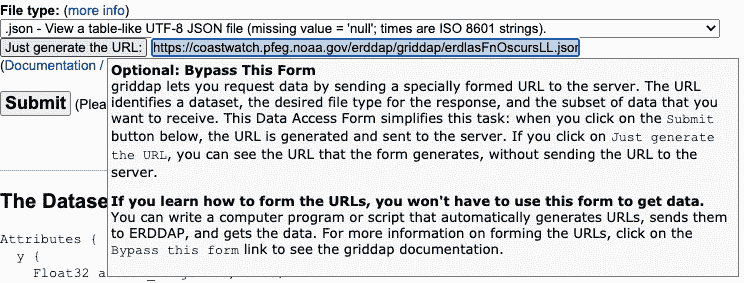 File type: (more info)
.json - View a table-like UTF-8 JSON file (missing value = 'null'; times are ISO 8601 strings).
Just generate the URL: https://coastwatch.pfeg.noaa.gov/erddap/griddap/erdlasFnOscursLL.json
(Documentation /
Optional: Bypass This Form
griddap lets you request data by sending a specially formed URL to the server. The URL
identifies a dataset, the desired file type for the response, and the subset of data that you
want to receive. This Data Access Form simplifies this task: when you click on the Submit
button below, the URL is generated and sent to the server. If you click on Just generate
the URL, you can see the URL that the form generates, without sending the URL to the
server.
Submit (Plea
If you learn how to form the URLs, you won't have to use this form to get data.
You can write a computer program or script that automatically generates URLs, sends them
to ERDDAP, and gets the data. For more information on forming the URLs, click on the
Bypass this form link to see the griddap documentation.
The Datase
Attributes {
y {
Float32 a